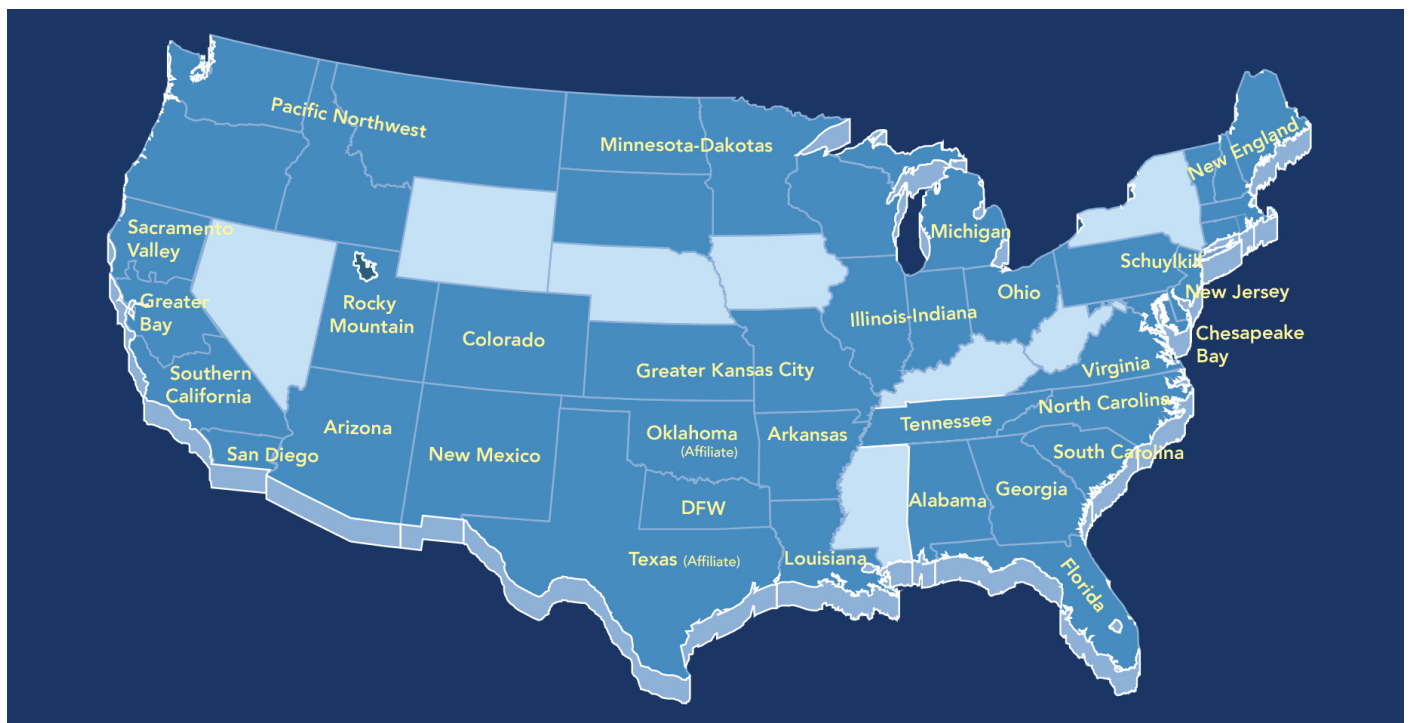 Pacific Northwest
Minnesota-Dakotas
New England
Sacramento
Valley
Michigan
Schuylkill
Greater
Bay
Rocky
Mountain
Ohio
New Jersey
Illinois-Indiana
Colorado
Chesapeake
Bay
Southern
California
Greater Kansas City
Virginia
North Carolina
Arizona
Tennessee
San Diego
New Mexico
Oklahoma
(Affiliate)
Arkansas
South Carolina
Georgia
Alabama
DFW
Texas (Affiliate)
Louisiana
Florida